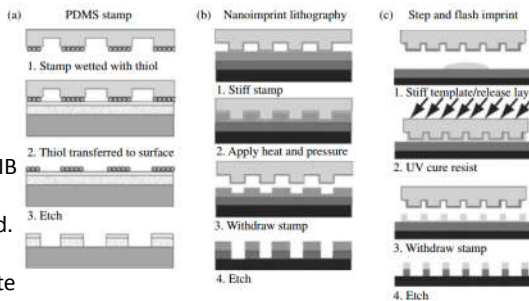 (a) PDMS stamp
1. Stamp wetted with thiol
2. Thiol transferred to surface
3. Etch
(b) Nanoimprint lithography
1. Stiff stamp
2. Apply heat and pressure
3. Withdraw stamp
4. Etch
(c) Step and flash imprint
1. Stiff template/release lay
2. UV cure resist
3. Withdraw stamp
4. Etch
IB
d.
te